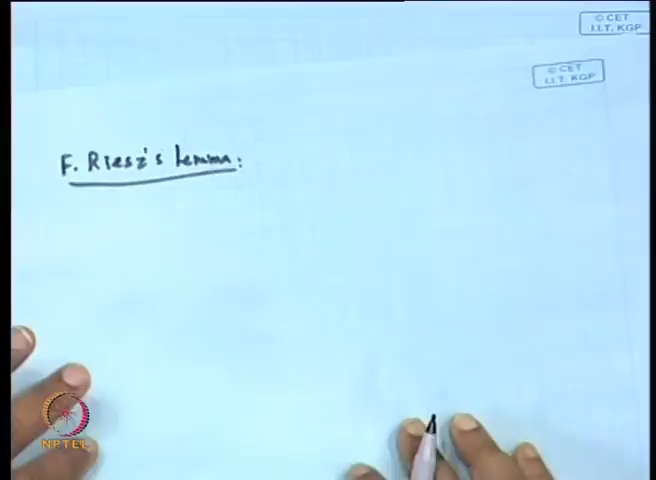 © CET
I.I.T. KGP
© CET
I.I.T. KGP
F. Riesz's Lemma:
NPTEL